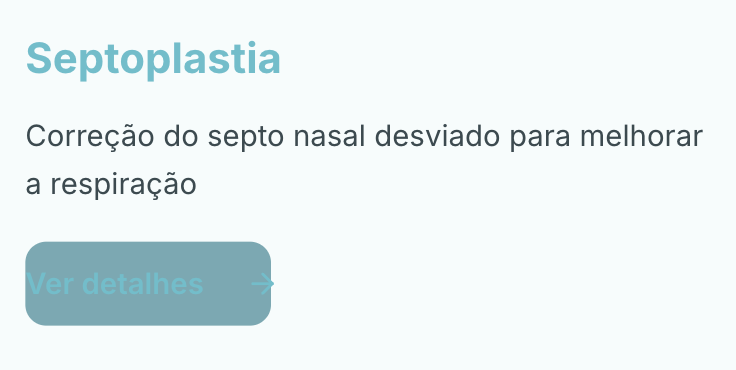 Septoplastia
Correção do septo nasal desviado para melhorar
a respiração
Ver detalhes →